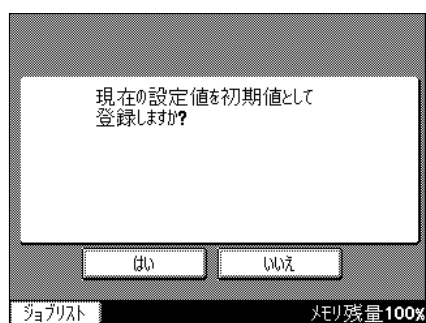 現在の設定値を初期値として
登録しますか?
はい いいえ
ジョブリスト メモリ残量100%